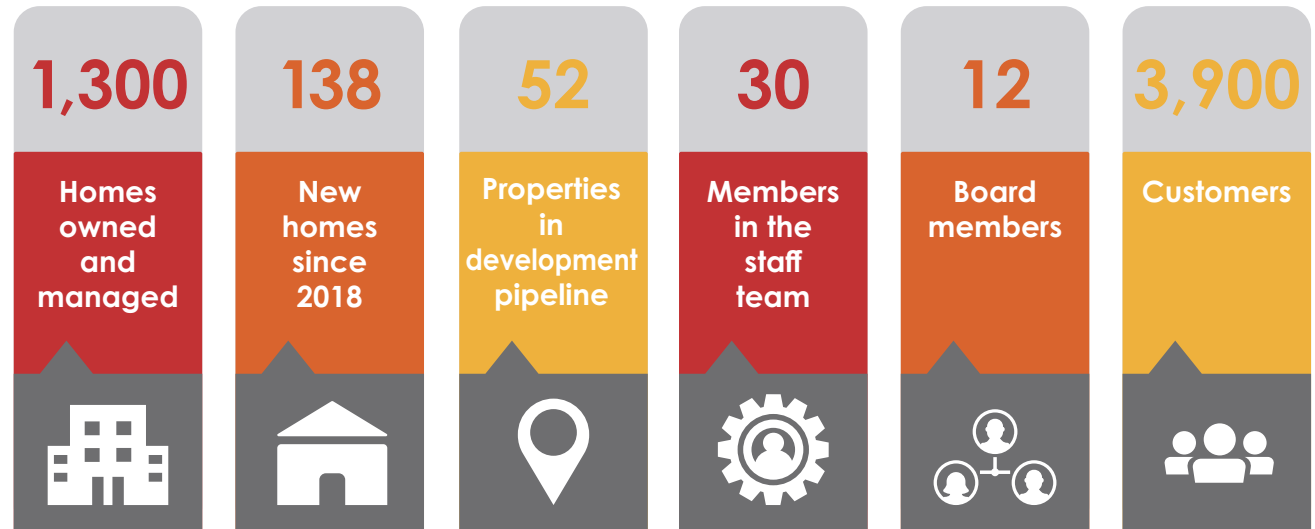 1,300
Homes
owned
and
managed
138
New
homes
since
2018
52
Properties
in
development
pipeline
30
Members
in the
staff
team
12
Board
members
3,900
Customers